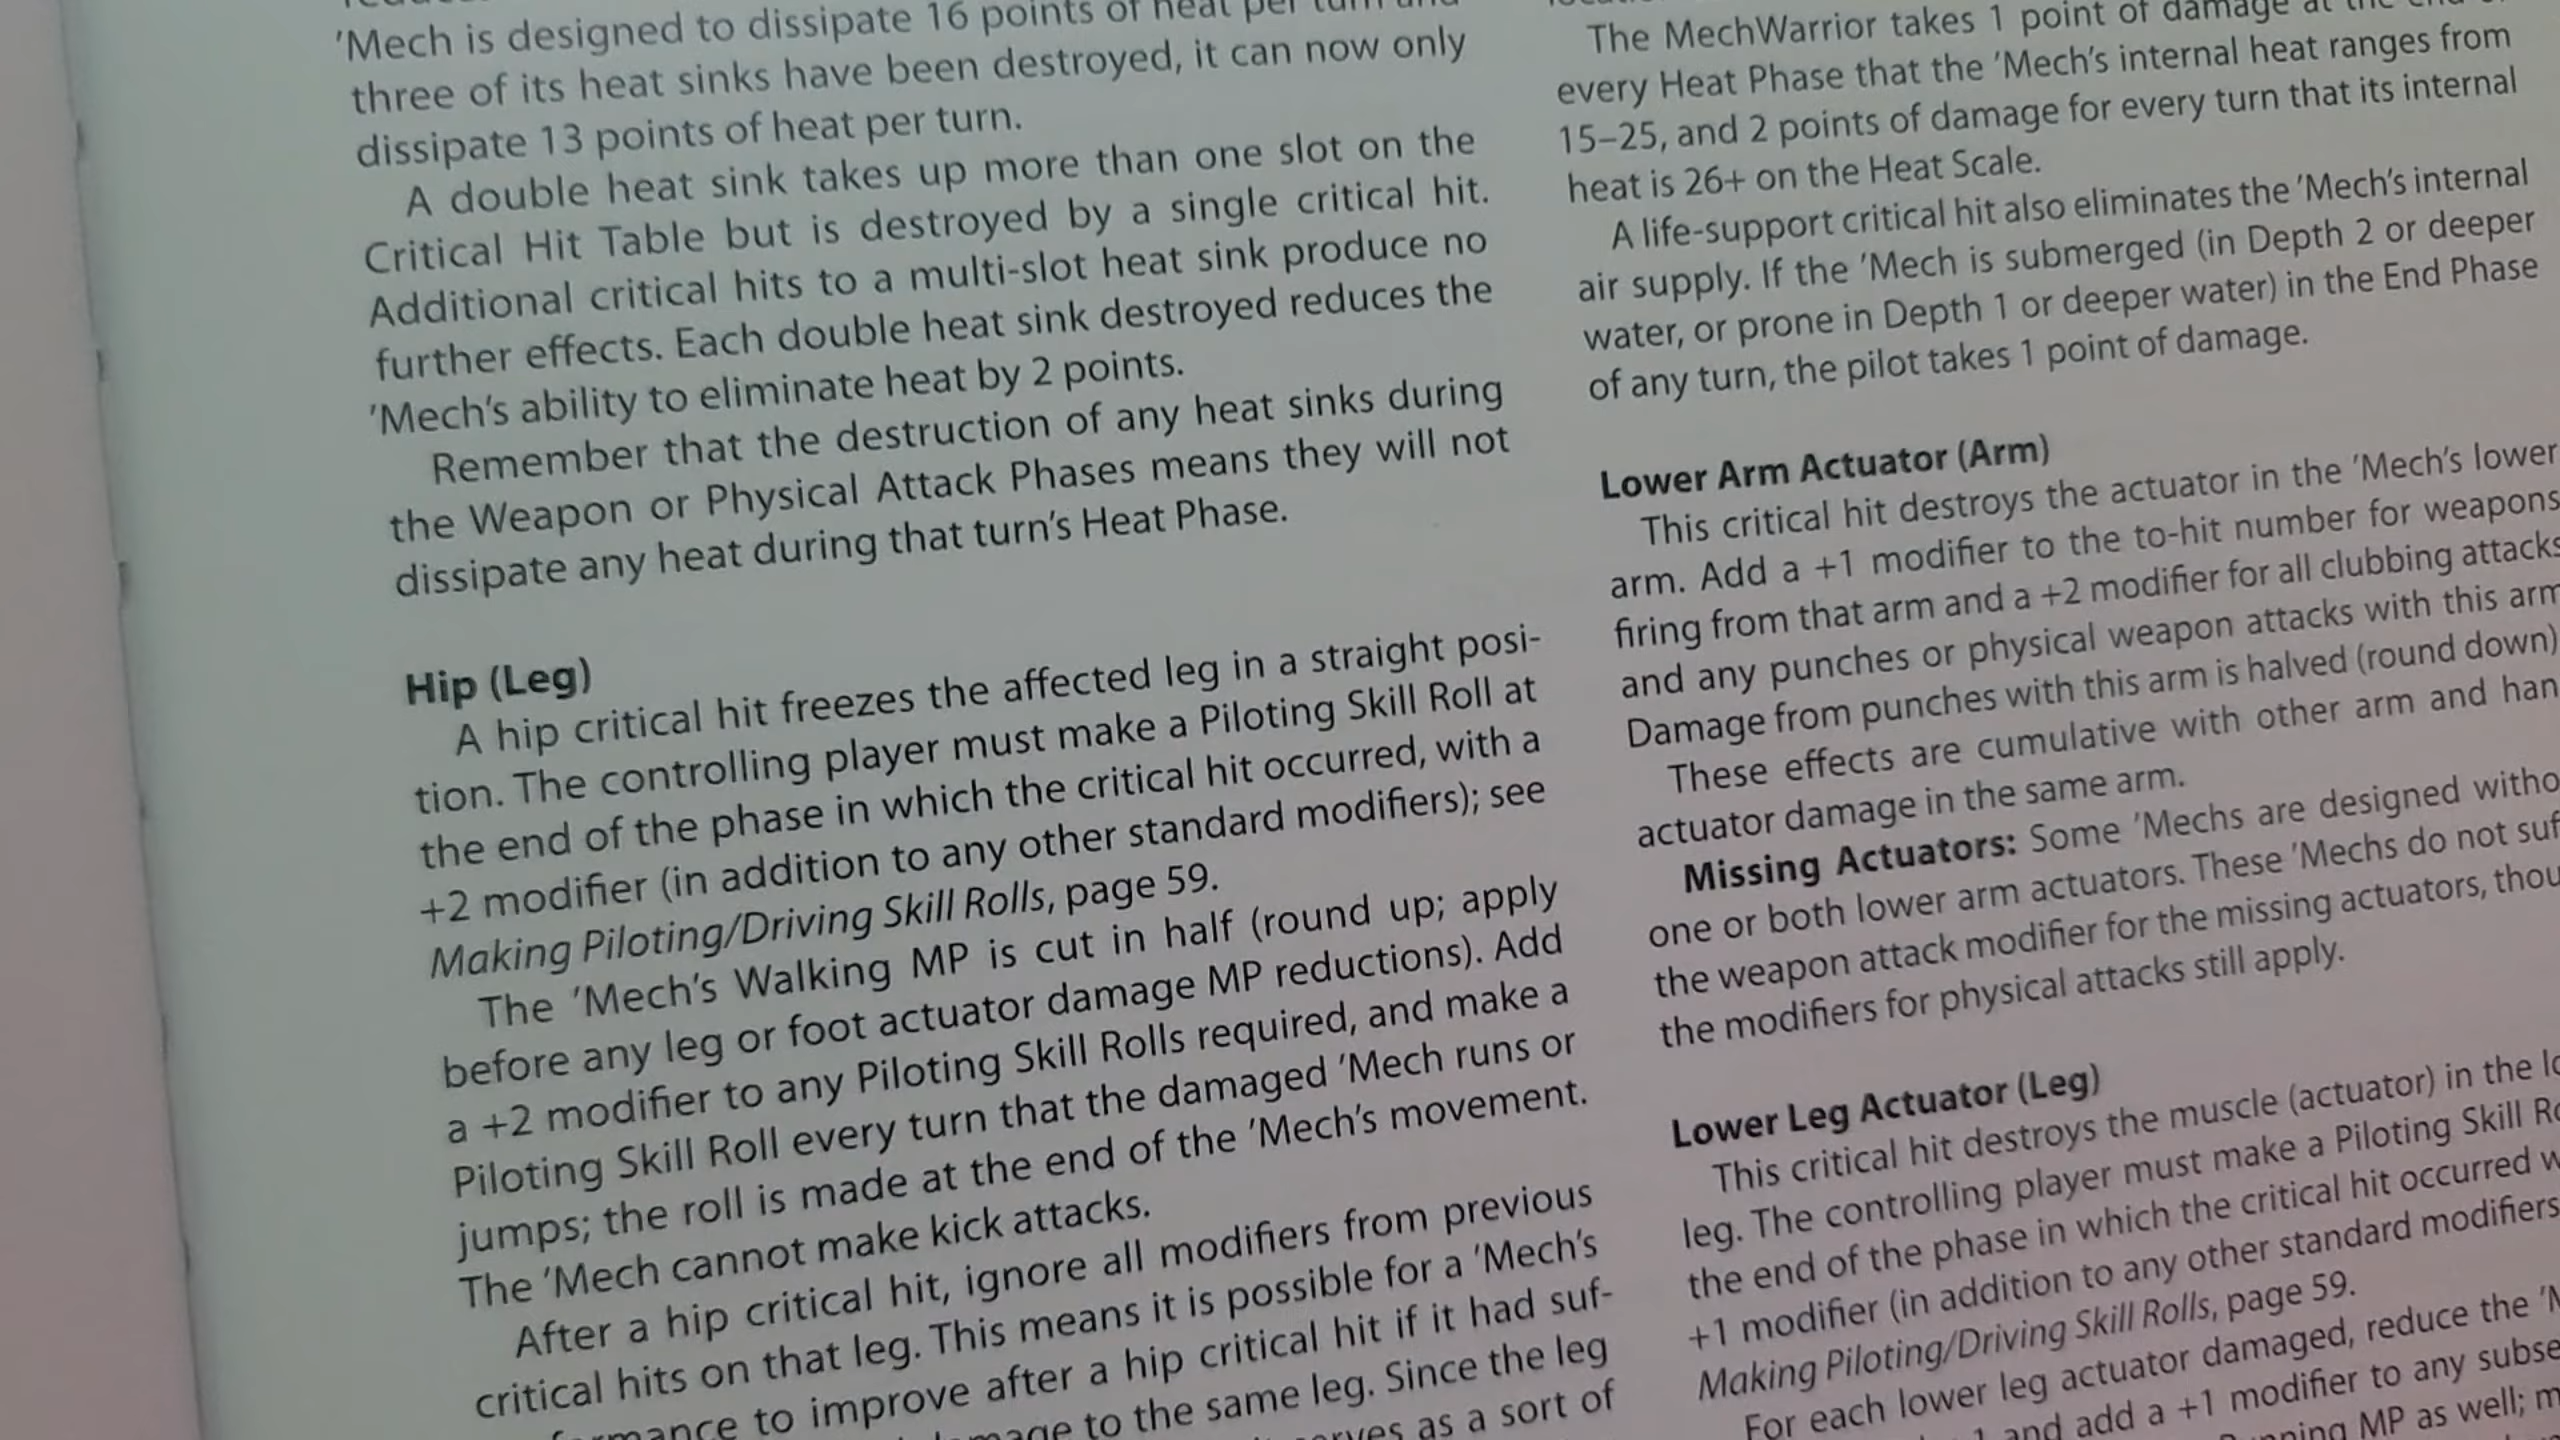 'Mech is designed to dissipate 16 points of heat per turn and
three of its heat sinks have been destroyed, it can now only
dissipate 13 points of heat per turn.
A double heat sink takes up more than one slot on the
Critical Hit Table but is destroyed by a single critical hit.
Additional critical hits to a multi-slot heat sink produce no
further effects. Each double heat sink destroyed reduces the
'Mech's ability to eliminate heat by 2 points.
Remember that the destruction of any heat sinks during
the Weapon or Physical Attack Phases means they will not
dissipate any heat during that turn's Heat Phase.
Hip (Leg)
A hip critical hit freezes the affected leg in a straight posi-
tion. The controlling player must make a Piloting Skill Roll at
the end of the phase in which the critical hit occurred, with a
+2 modifier (in addition to any other standard modifiers); see
Making Piloting/Driving Skill Rolls, page 59.
The 'Mech's Walking MP is cut in half (round up; apply
before any leg or foot actuator damage MP reductions). Add
a +2 modifier to any Piloting Skill Rolls required, and make a
Piloting Skill Roll every turn that the damaged 'Mech runs or
jumps; the roll is made at the end of the 'Mech's movement.
The 'Mech cannot make kick attacks.
After a hip critical hit, ignore all modifiers from previous
critical hits on that leg. This means it is possible for a 'Mech's
to improve after a hip critical hit if it had suf-
to the same leg. Since the leg
as a sort of
The MechWarrior takes 1 point of damage at the end of
every Heat Phase that the 'Mech's internal heat ranges from
15–25, and 2 points of damage for every turn that its internal
heat is 26+ on the Heat Scale.
A life-support critical hit also eliminates the 'Mech's internal
air supply. If the 'Mech is submerged (in Depth 2 or deeper
water, or prone in Depth 1 or deeper water) in the End Phase
of any turn, the pilot takes 1 point of damage.
Lower Arm Actuator (Arm)
This critical hit destroys the actuator in the 'Mech's lower
arm. Add a +1 modifier to the to-hit number for weapons
firing from that arm and a +2 modifier for all clubbing attacks
and any punches or physical weapon attacks with this arm
Damage from punches with this arm is halved (round down)
These effects are cumulative with other arm and han
actuator damage in the same arm.
Missing Actuators: Some 'Mechs are designed witho
one or both lower arm actuators. These 'Mechs do not suf
the weapon attack modifier for the missing actuators, thou
the modifiers for physical attacks still apply.
Lower Leg Actuator (Leg)
This critical hit destroys the muscle (actuator) in the lo
leg. The controlling player must make a Piloting Skill Ro
the end of the phase in which the critical hit occurred w
+1 modifier (in addition to any other standard modifiers
Making Piloting/Driving Skill Rolls, page 59.
For each lower leg actuator damaged, reduce the 'M
1 and add a +1 modifier to any subse
MP as well; m